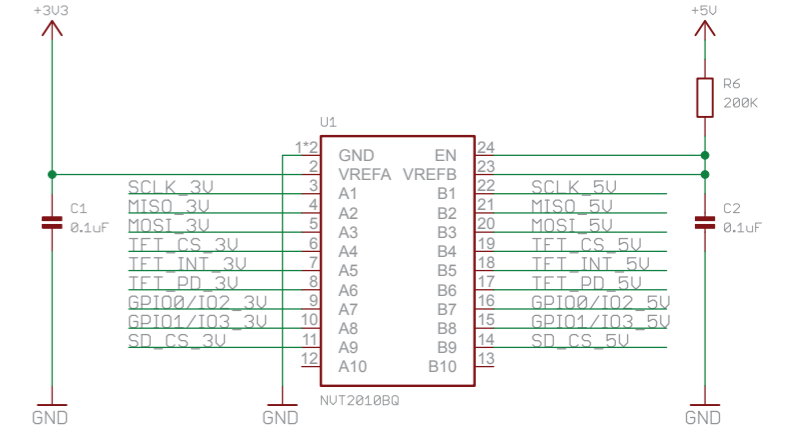 +3V3
+5V
R6
200K
U1
1*2 GND EN 24
2 VREFA VREFB 23
SCLK_3V 3 A1 B1 22 SCLK_5V
MISO_3V 4 A2 B2 21 MISO_5V
MOSI_3V 5 A3 B3 20 MOSI_5V
TFT_CS_3V 6 A4 B4 19 TFT_CS_5V
TFT_INT_3V 7 A5 B5 18 TFT_INT_5V
TFT_PD_3V 8 A6 B6 17 TFT_PD_5V
GPIO0/IO2_3V 9 A7 B7 16 GPIO0/IO2_5V
GPIO1/IO3_3V 10 A8 B8 15 GPIO1/IO3_5V
SD_CS_3V 11 A9 B9 14 SD_CS_5V
12 A10 B10 13
C1
0.1uF
C2
0.1uF
NVT2010BQ
GND
GND
GND